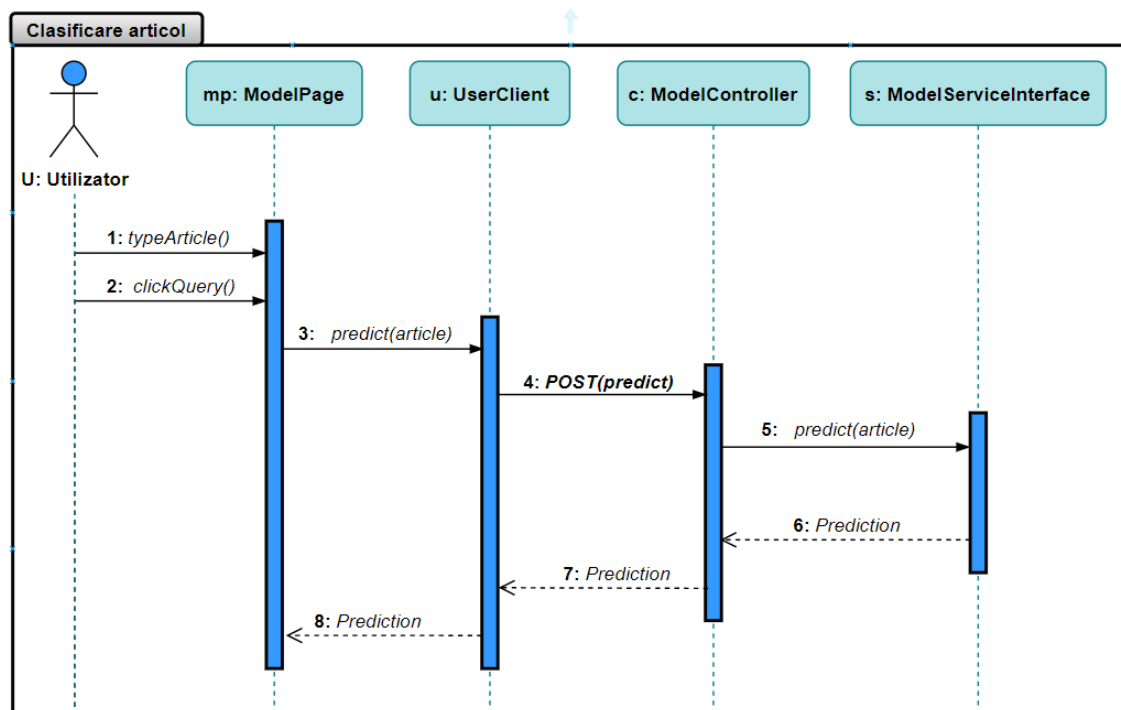 Clasificare articol
mp: ModelPage
u: UserClient
c: ModelController
s: ModelServiceInterface
U: Utilizator
1: typeArticle()
2: clickQuery()
3: predict(article)
4: POST(predict)
5: predict(article)
6: Prediction
7: Prediction
8: Prediction